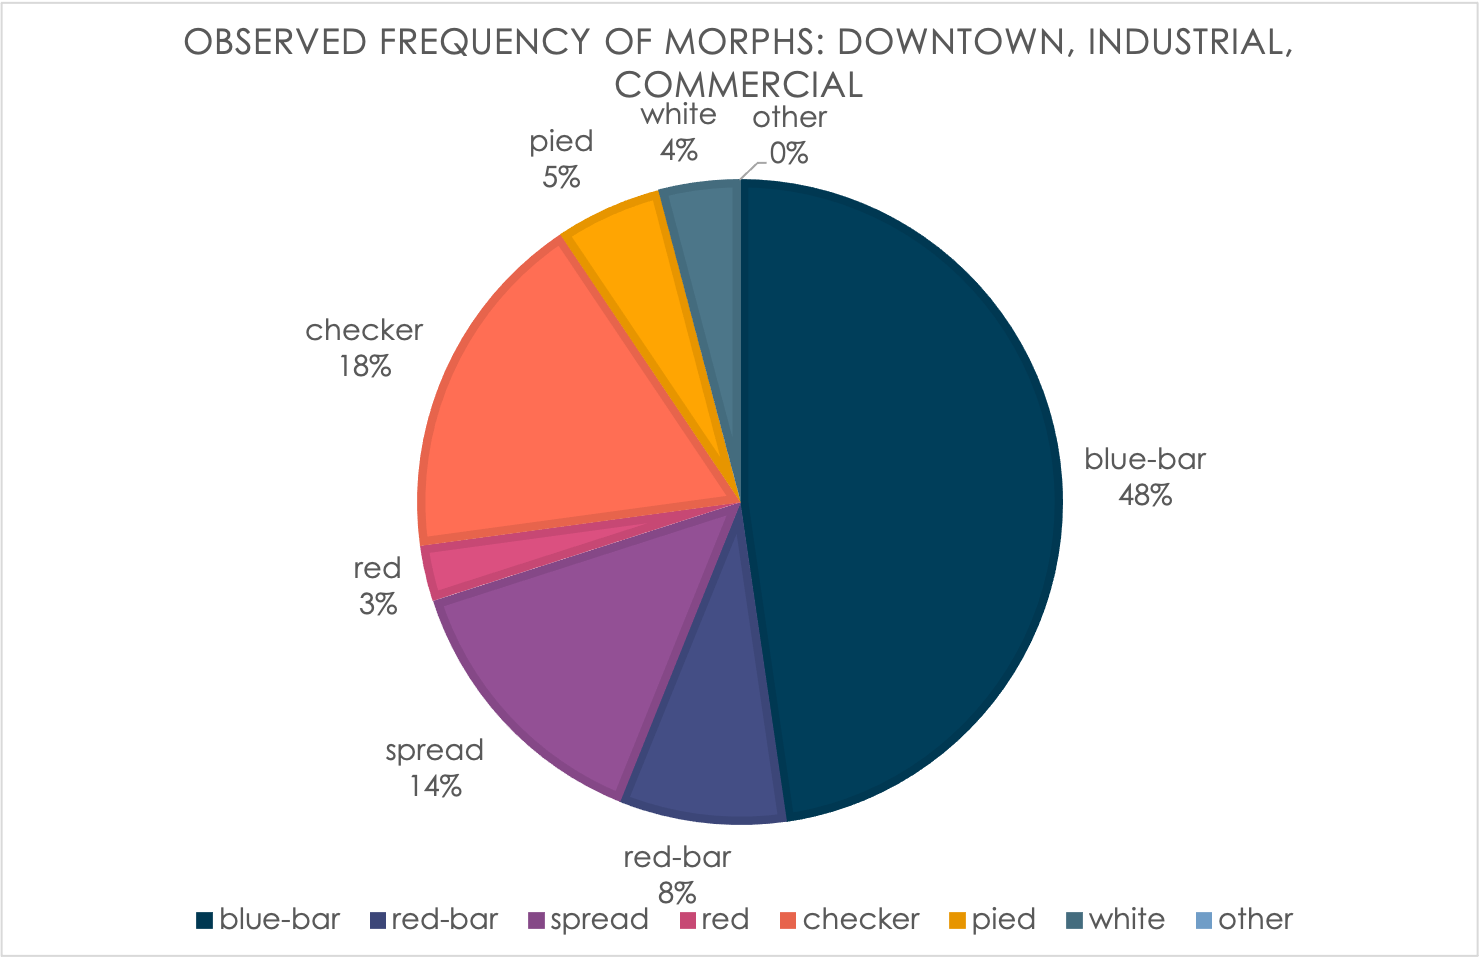 OBSERVED FREQUENCY OF MORPHS: DOWNTOWN, INDUSTRIAL,
COMMERCIAL
white
4%
other
0%
pied
5%
checker
18%
blue-bar
48%
red
3%
spread
14%
red-bar
8%
blue-bar red-bar spread red checker pied white other